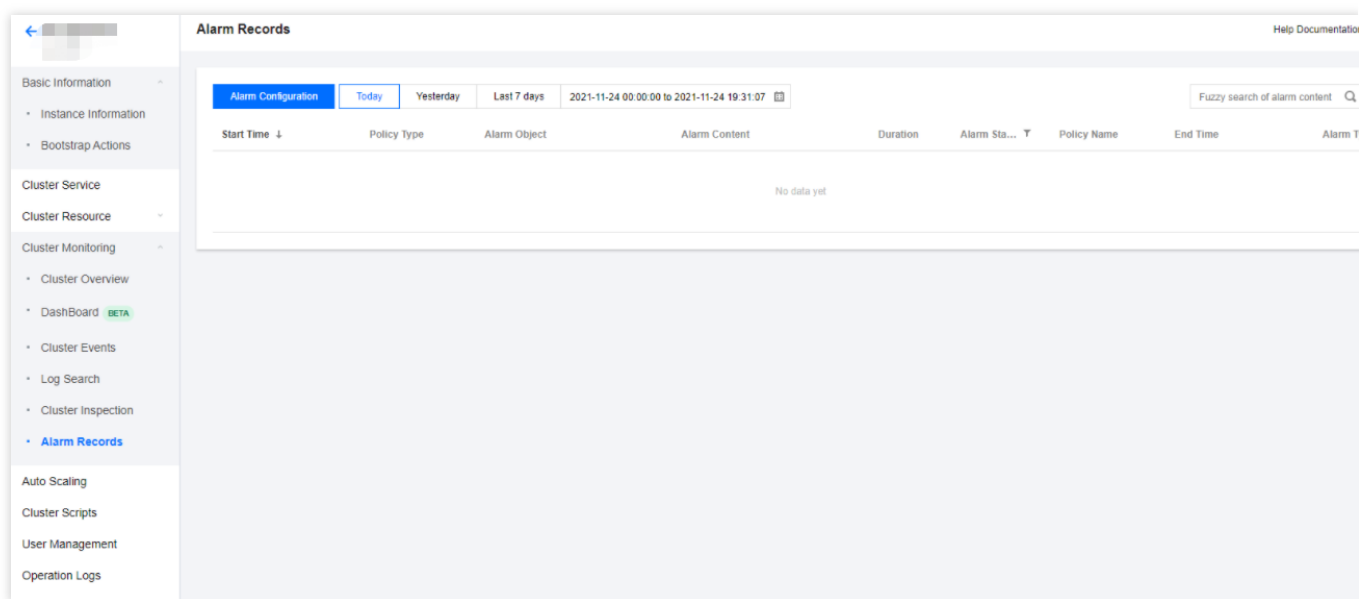 Alarm Records
Help Documentation
Basic Information
Instance Information
Bootstrap Actions
Cluster Service
Cluster Resource
Cluster Monitoring
Cluster Overview
DashBoard BETA
Cluster Events
Log Search
Cluster Inspection
Alarm Records
Auto Scaling
Cluster Scripts
User Management
Operation Logs
Alarm Configuration Today Yesterday Last 7 days 2021-11-24 00:00:00 to 2021-11-24 19:31:07 Fuzzy search of alarm content
Start Time ↓ Policy Type Alarm Object Alarm Content Duration Alarm Sta... Policy Name End Time Alarm T
No data yet